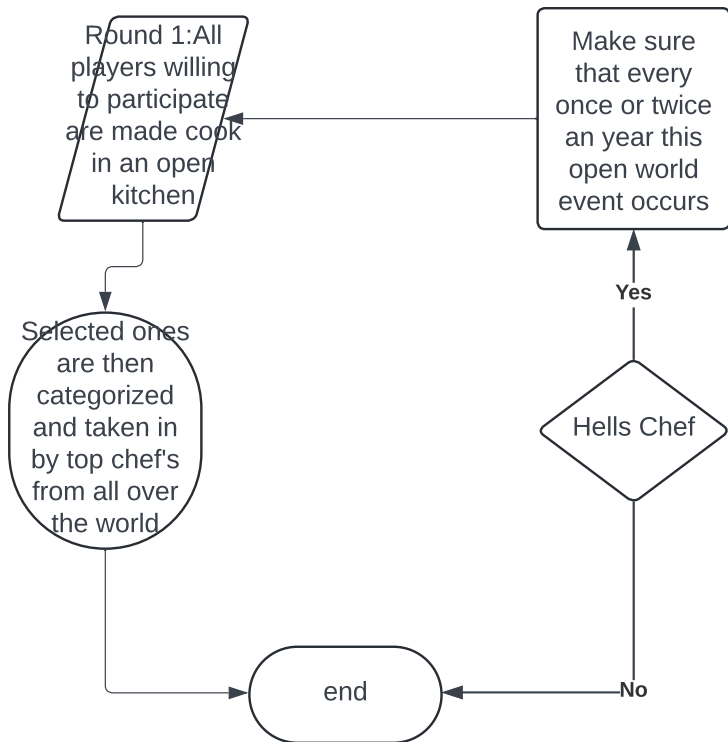 Round 1:All
players willing
to participate
are made cook
in an open
kitchen
Make sure
that every
once or twice
an year this
open world
event occurs
Yes
Selected ones
are then
categorized
and taken in
by top chef's
from all over
the world
Hells Chef
end
No